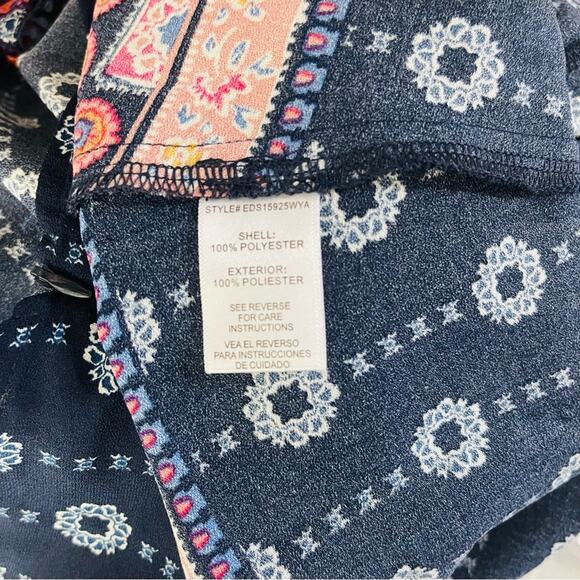 STYLE# EDS15925WYA
SHELL:
100% POLYESTER
EXTERIOR:
100% POLIESTER
SEE REVERSE
FOR CARE
INSTRUCTIONS
VEA EL REVERSO
PARA INSTRUCCIONES
DE CUIDADO